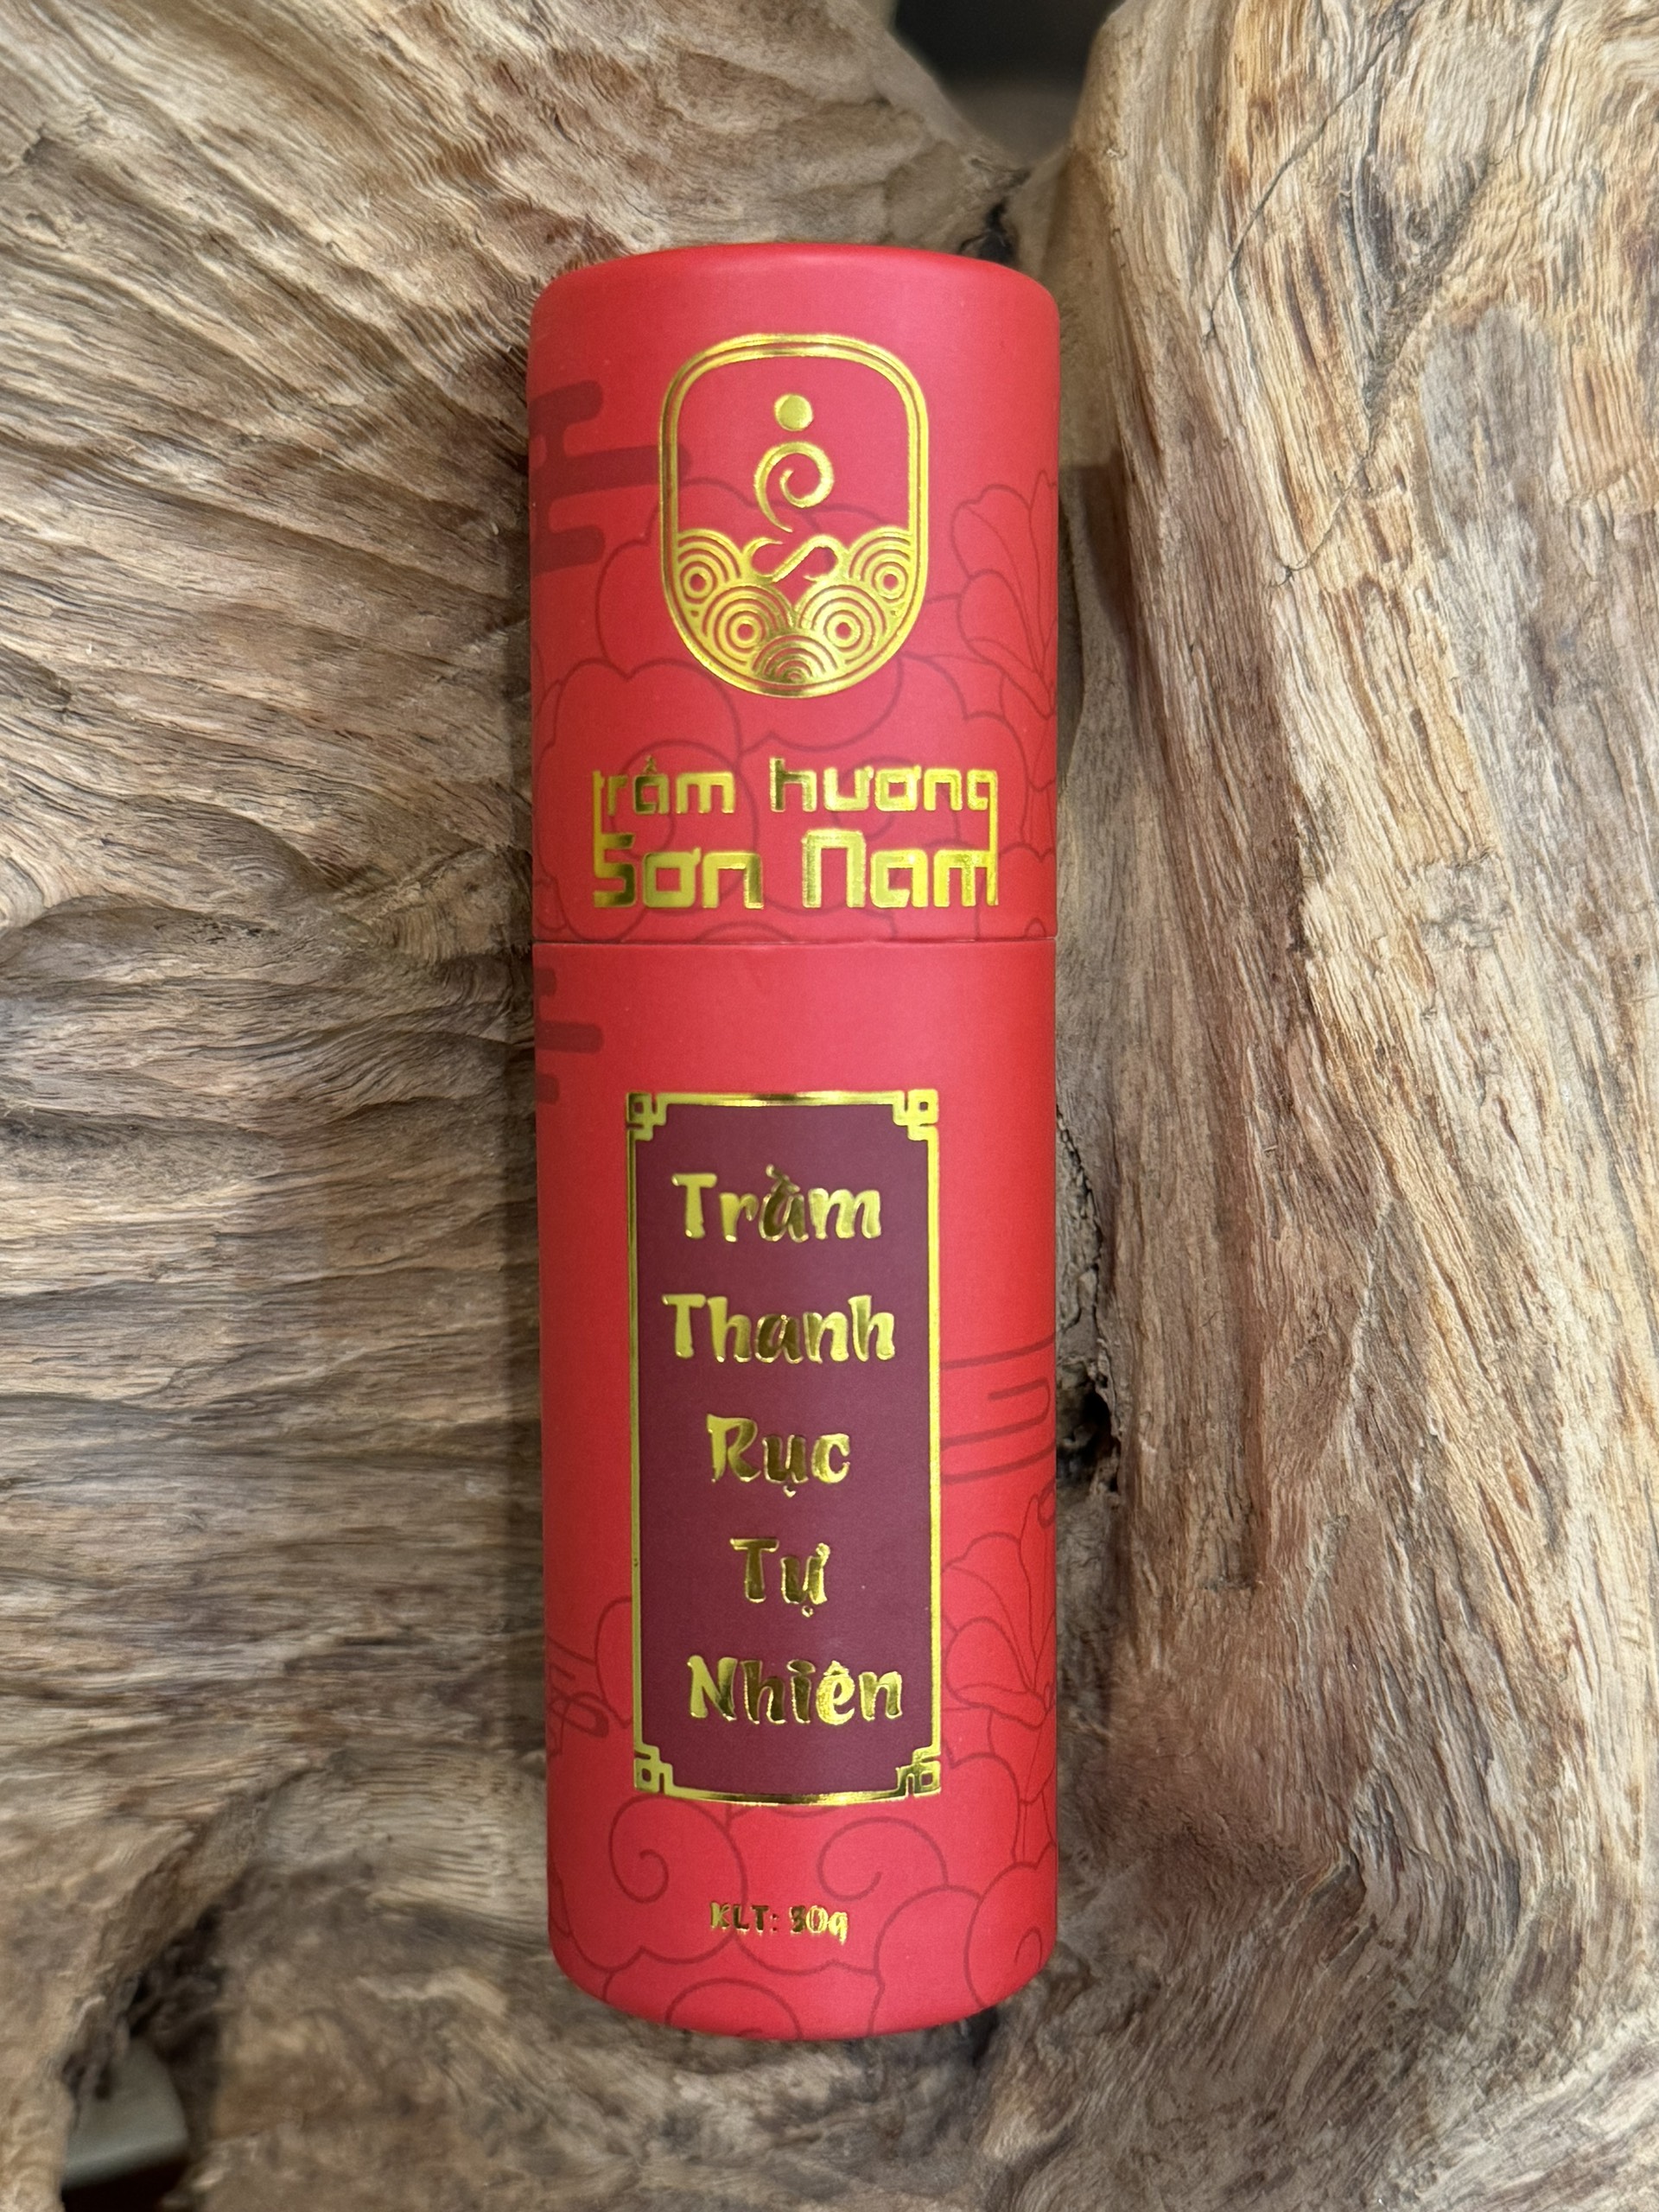 trầm hương
Sơn Nam
Trầm
Thanh
Rục
Tự
Nhiên
KLT: 30g